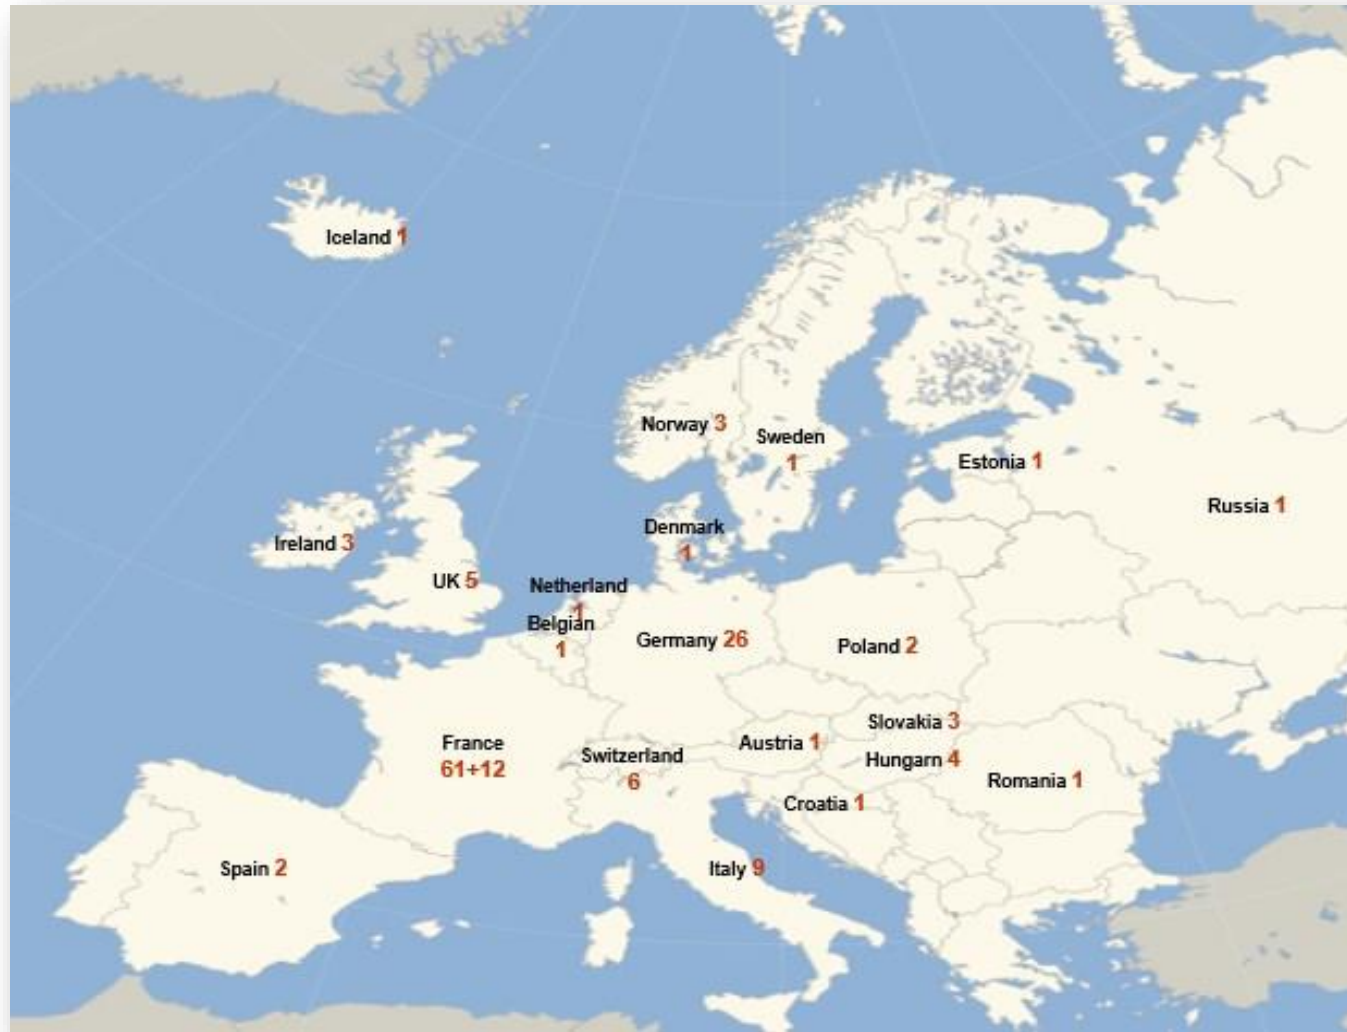 Iceland 1
Norway 3
Sweden
1
Estonia 1
Russia 1
Denmark
1
Ireland 3
UK 5
Netherland
1
Belgian
1
Germany 26
Poland 2
Slovakia 3
France
61+12
Switzerland
6
Austria 1
Hungarn 4
Romania 1
Croatia 1
Spain 2
Italy 9